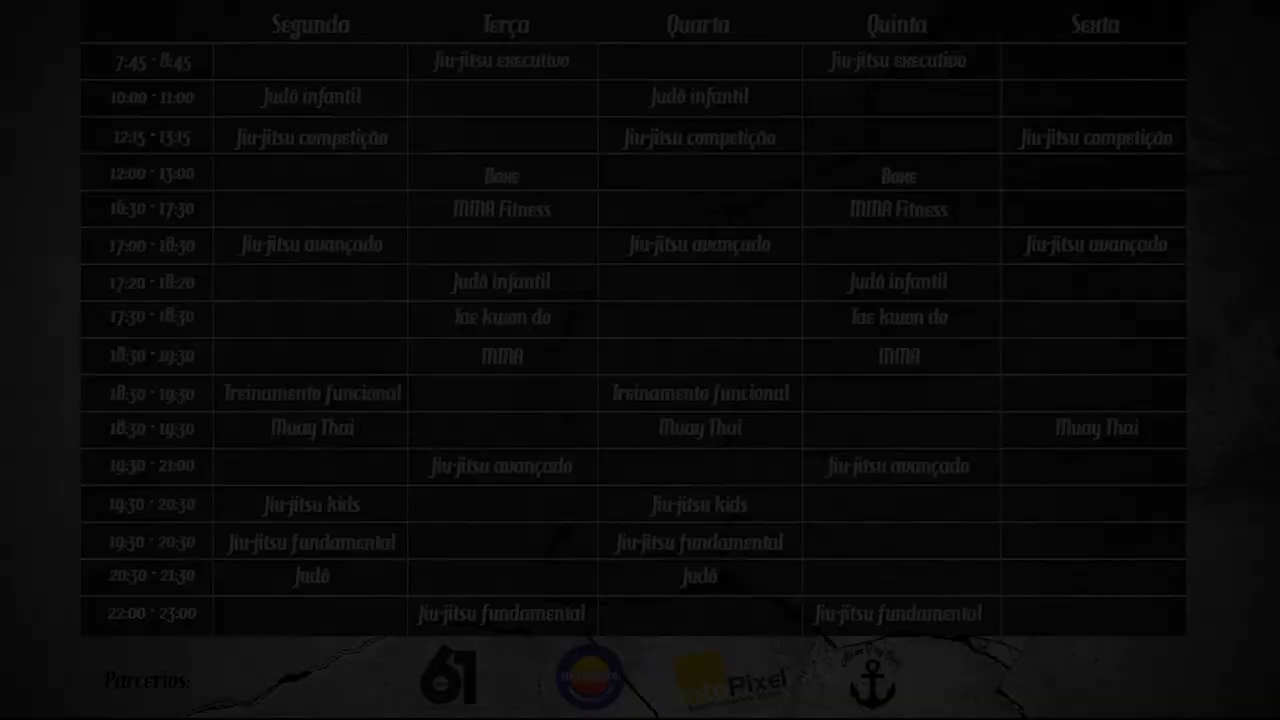 Segunda Terça Quarta Quinta Sexta
7:45 - 8:45 Jiu-jitsu executivo Jiu-jitsu executivo
10:00 - 11:00 Judô infantil Judô infantil
12:15 - 13:15 Jiu-jitsu competição Jiu-jitsu competição Jiu-jitsu competição
12:00 - 13:00 Boxe Boxe
16:30 - 17:30 MMA Fitness MMA Fitness
17:00 - 18:30 Jiu-jitsu avançado Jiu-jitsu avançado Jiu-jitsu avançado
17:20 - 18:20 Judô infantil Judô infantil
17:30 - 18:30 Tae kwon do Tae kwon do
18:30 - 19:30 MMA MMA
18:30 - 19:30 Treinamento funcional Treinamento funcional
18:30 - 19:30 Muay Thai Muay Thai Muay Thai
19:30 - 21:00 Jiu-jitsu avançado Jiu-jitsu avançado
19:30 - 20:30 Jiu-jitsu kids Jiu-jitsu kids
19:30 - 20:30 Jiu-jitsu fundamental Jiu-jitsu fundamental
20:30 - 21:30 Judô Judô
22:00 - 23:00 Jiu-jitsu fundamental Jiu-jitsu fundamental
Parcerios: 61 Pixel